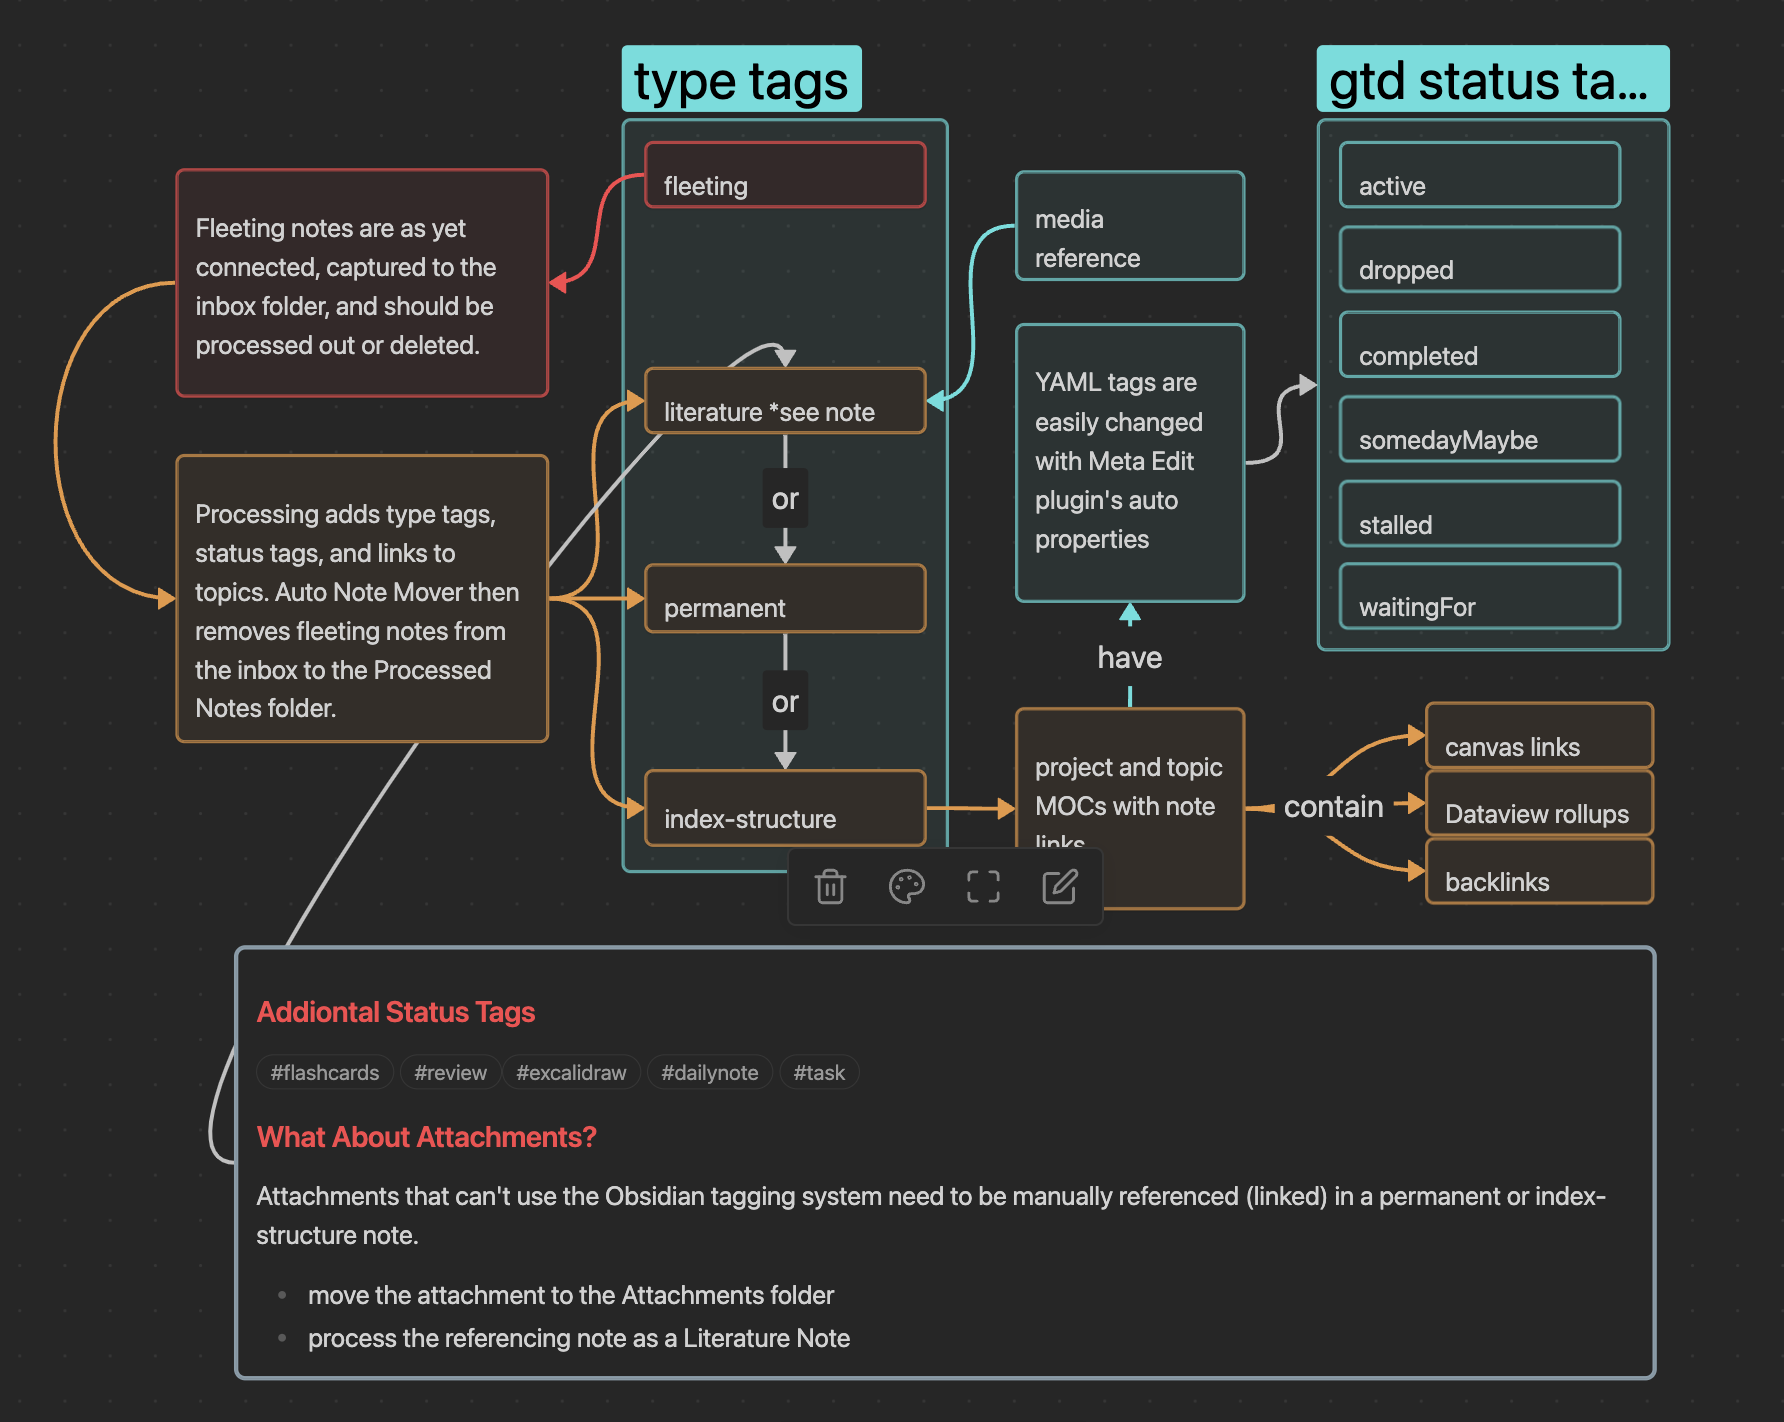 type tags
gtd status ta...
fleeting
active
Fleeting notes are as yet
connected, captured to the
inbox folder, and should be
processed out or deleted.
media
reference
dropped
completed
literature *see note
YAML tags are
easily changed
with Meta Edit
plugin's auto
properties
somedayMaybe
or
Processing adds type tags,
status tags, and links to
topics. Auto Note Mover then
removes fleeting notes from
the inbox to the Processed
Notes folder.
stalled
permanent
waitingFor
have
or
project and topic
MOCs with note
links
canvas links
index-structure
contain
Dataview rollups
backlinks
Addiontal Status Tags
#flashcards #review #excalidraw #dailynote #task
What About Attachments?
Attachments that can't use the Obsidian tagging system need to be manually referenced (linked) in a permanent or index-
structure note.
move the attachment to the Attachments folder
process the referencing note as a Literature Note